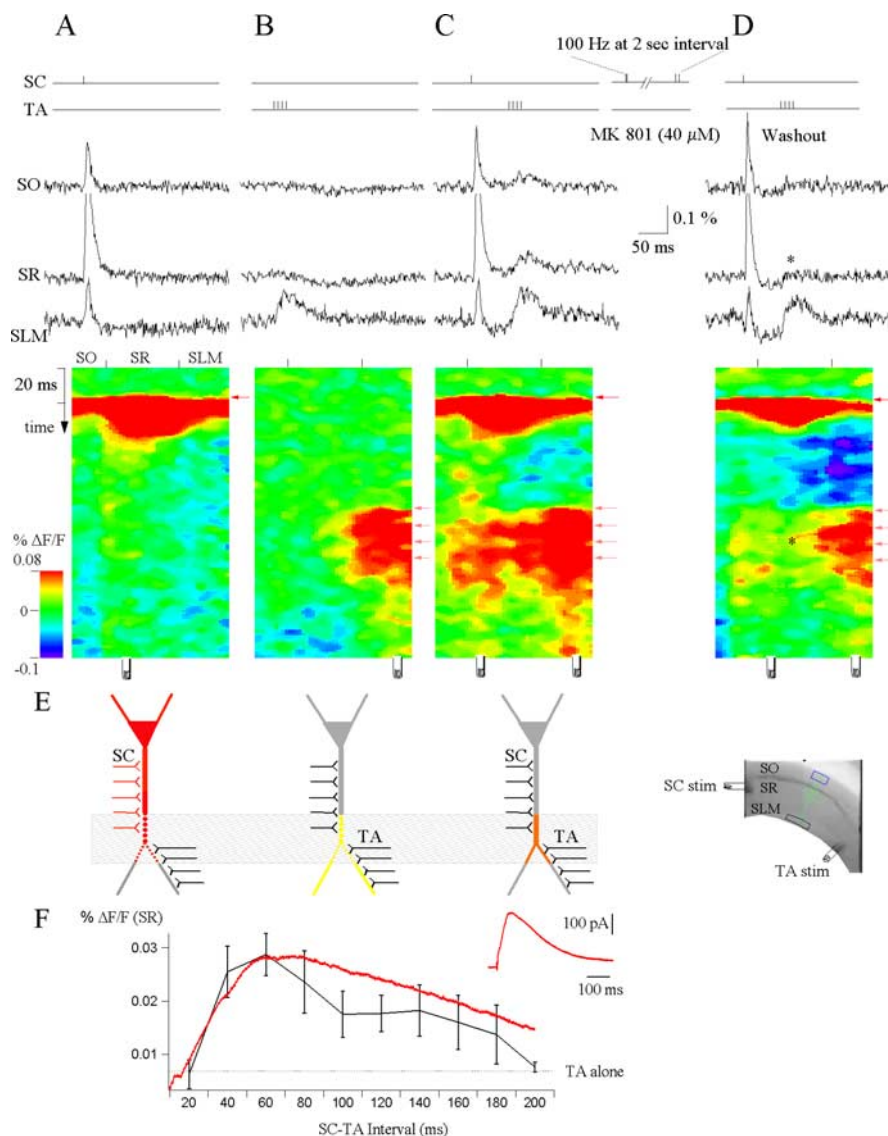 A B C D
100 Hz at 2 sec interval
SC
TA
MK 801 (40 µM) Washout
SO
0.1 %
50 ms
SR
*
SLM
SO SR SLM
20 ms
time
% ΔF/F
0.08
0
-0.1
*
E
SC SC
TA TA
SO
SC stim
SR
SLM
TA stim
F
% ΔF/F (SR)
100 pA
0.03
100 ms
0.02
0.01
TA alone
20 40 60 80 100 120 140 160 180 200
SC-TA Interval (ms)